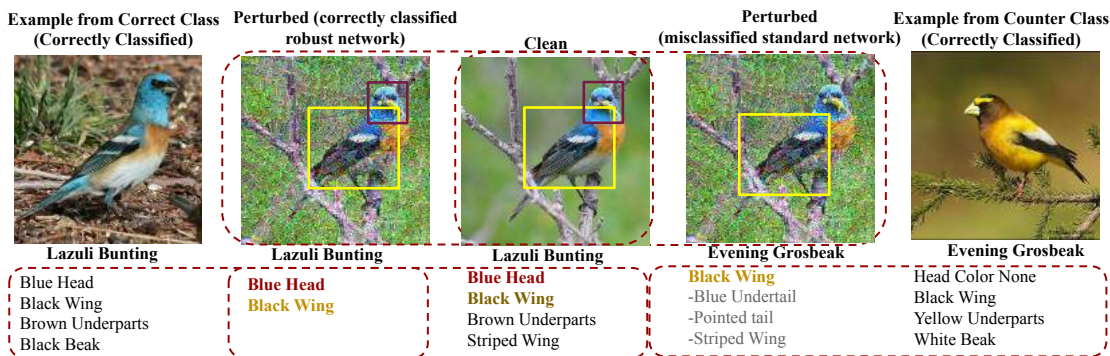 Example from Correct Class
(Correctly Classified)
Perturbed (correctly classified
robust network)
Clean
Perturbed
(misclassified standard network)
Example from Counter Class
(Correctly Classified)
Lazuli Bunting
Lazuli Bunting
Lazuli Bunting
Evening Grosbeak
Evening Grosbeak
Blue Head
Black Wing
Brown Underparts
Black Beak
Blue Head
Black Wing
Blue Head
Black Wing
Brown Underparts
Striped Wing
Black Wing
-Blue Undertail
-Pointed tail
-Striped Wing
Head Color None
Black Wing
Yellow Underparts
White Beak